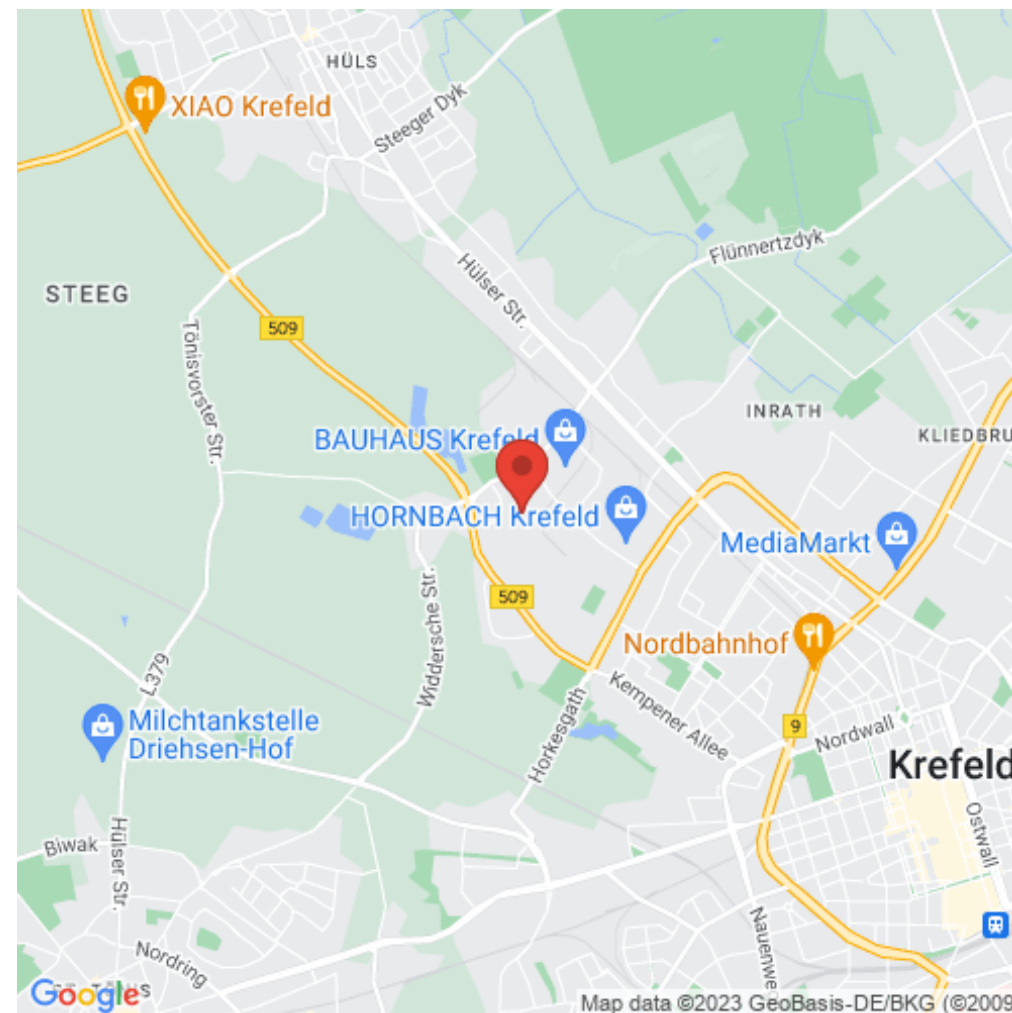 HÜLS
XIAO Krefeld
Steeger Dyk
Flünnertzdyk
Hülser Str.
STEEG
509
Tönisvorster Str.
INRATH
BAUHAUS Krefeld
KLIEDBRU
HORNBACH Krefeld
MediaMarkt
509
Widdersche Str.
Nordbahnhof
L379
Kempener Allee
Horkesgath
Milchtankstelle
Driehsen-Hof
9
Nordwall
Krefeld
Ostwall
Biwak
Hülser Str.
Nauenwe
Nordring
Google
Map data ©2023 GeoBasis-DE/BKG (©2009